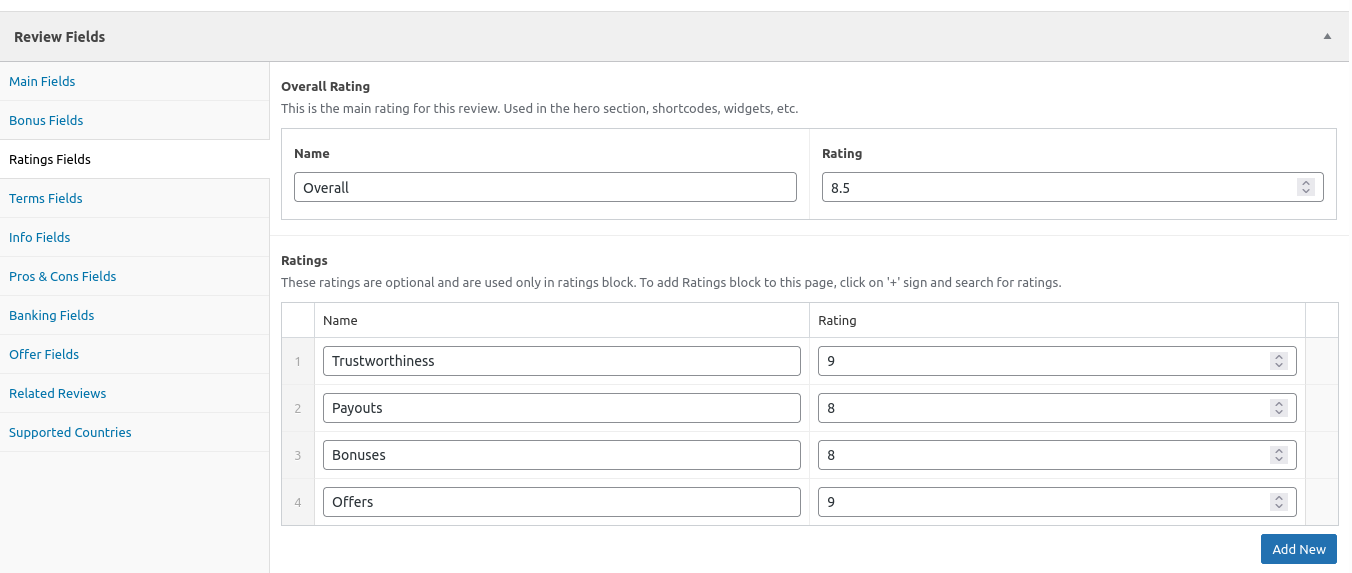 Review Fields
Main Fields
Bonus Fields
Ratings Fields
Terms Fields
Info Fields
Pros & Cons Fields
Banking Fields
Offer Fields
Related Reviews
Supported Countries
Overall Rating
This is the main rating for this review. Used in the hero section, shortcodes, widgets, etc.
Name Rating
Overall 8.5
Ratings
These ratings are optional and are used only in ratings block. To add Ratings block to this page, click on '+' sign and search for ratings.
Name Rating
1 Trustworthiness 9
2 Payouts 8
3 Bonuses 8
4 Offers 9
Add New